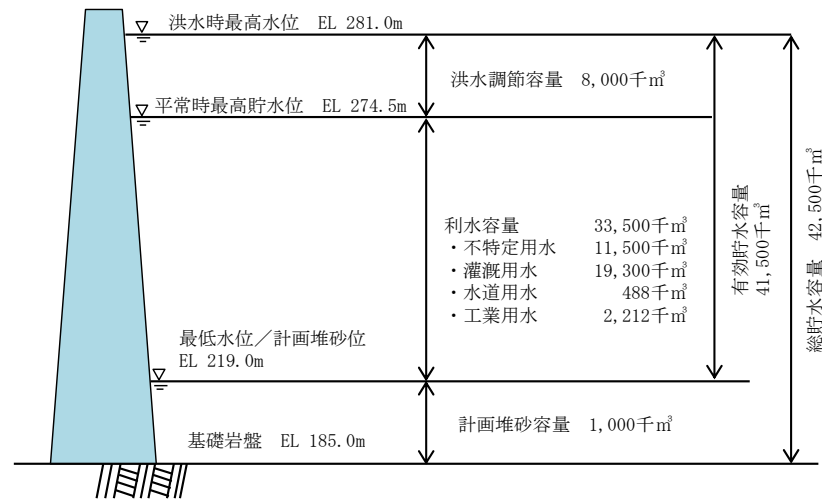 洪水時最高水位 EL 281.0m
洪水調節容量 8,000千㎥
平常時最高貯水位 EL 274.5m
利水容量 33,500千㎥
・不特定用水 11,500千㎥
・灌漑用水 19,300千㎥
・水道用水 488千㎥
・工業用水 2,212千㎥
有効貯水容量
41,500千㎥
総貯水容量 42,500千㎥
最低水位／計画堆砂位
EL 219.0m
計画堆砂容量 1,000千㎥
基礎岩盤 EL 185.0m